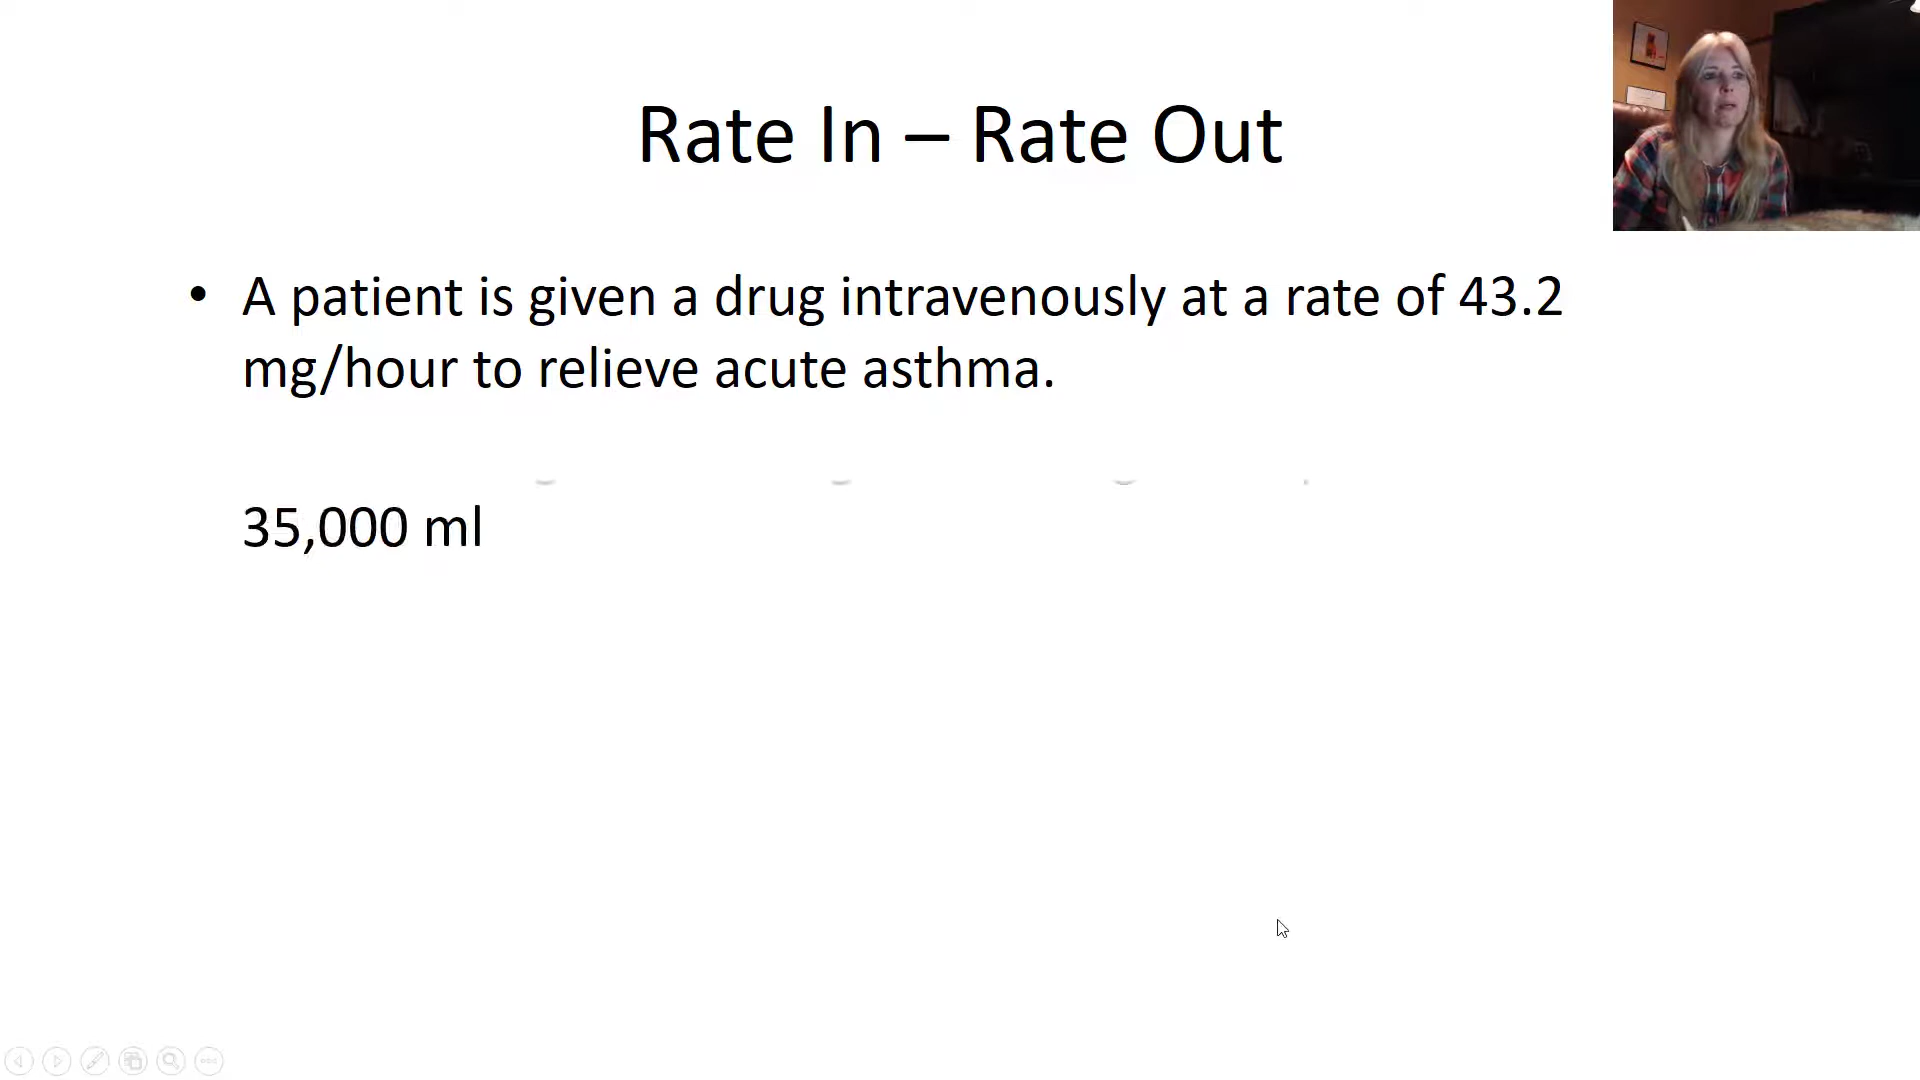 Rate In – Rate Out
• A patient is given a drug intravenously at a rate of 43.2
mg/hour to relieve acute asthma.
35,000 ml